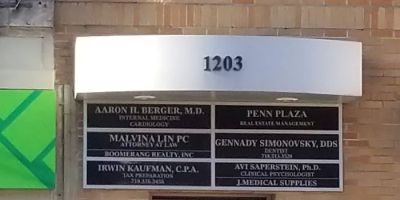 1203
AARON H. BERGER, M.D.
INTERNAL MEDICINE
CARDIOLOGY
MALVINA LIN PC
ATTORNEY AT LAW
BOOMERANG REALTY, INC
IRWIN KAUFMAN, C.P.A.
TAX PREPARATION
PENN PLAZA
REAL ESTATE MANAGEMENT
GENNADY SIMONOVSKY, DDS
DENTIST
AVI SAPERSTEIN, Ph.D.
CLINICAL PSYCHOLOGIST
J.MEDICAL SUPPLIES